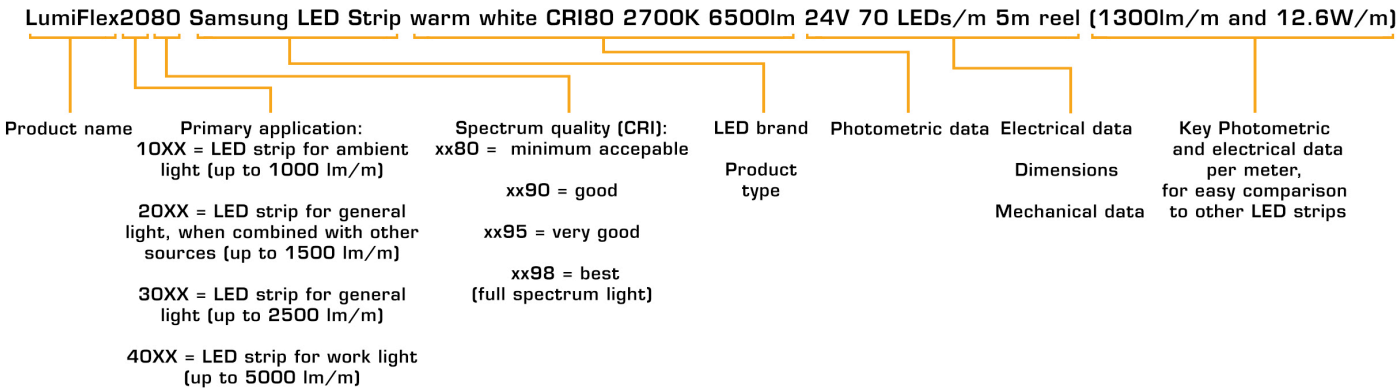 LumiFlex2080 Samsung LED Strip warm white CRI80 2700K 6500lm 24V 70 LEDs/m 5m reel (1300lm/m and 12.6W/m)
Product name
Primary application:
10XX = LED strip for ambient
light (up to 1000 lm/m)
20XX = LED strip for general
light, when combined with other
sources (up to 1500 lm/m)
30XX = LED strip for general
light (up to 2500 lm/m)
40XX = LED strip for work light
(up to 5000 lm/m)
Spectrum quality (CRI):
xx80 = minimum accepable
xx90 = good
xx95 = very good
xx98 = best
(full spectrum light)
LED brand
Product
type
Photometric data
Electrical data
Dimensions
Mechanical data
Key Photometric
and electrical data
per meter,
for easy comparison
to other LED strips